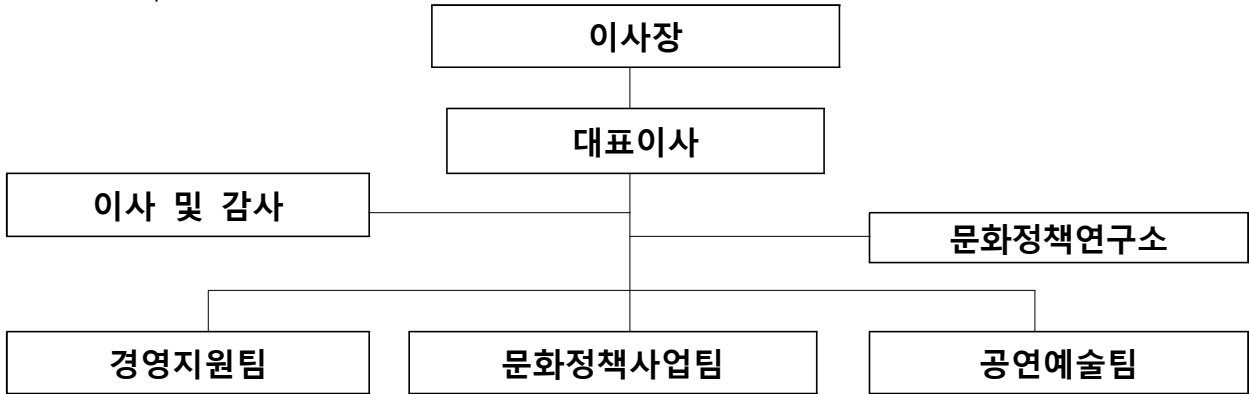 이사장
대표이사
이사 및 감사
문화정책연구소
경영지원팀
문화정책사업팀
공연예술팀